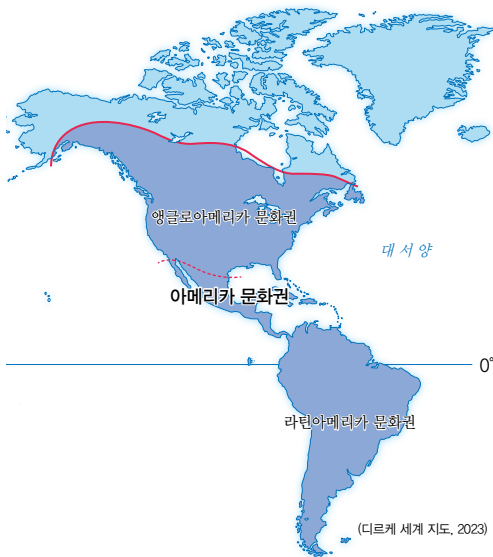 앵글로아메리카 문화권
대서양
아메리카 문화권
0°
라틴아메리카 문화권
(디르케 세계 지도, 2023)